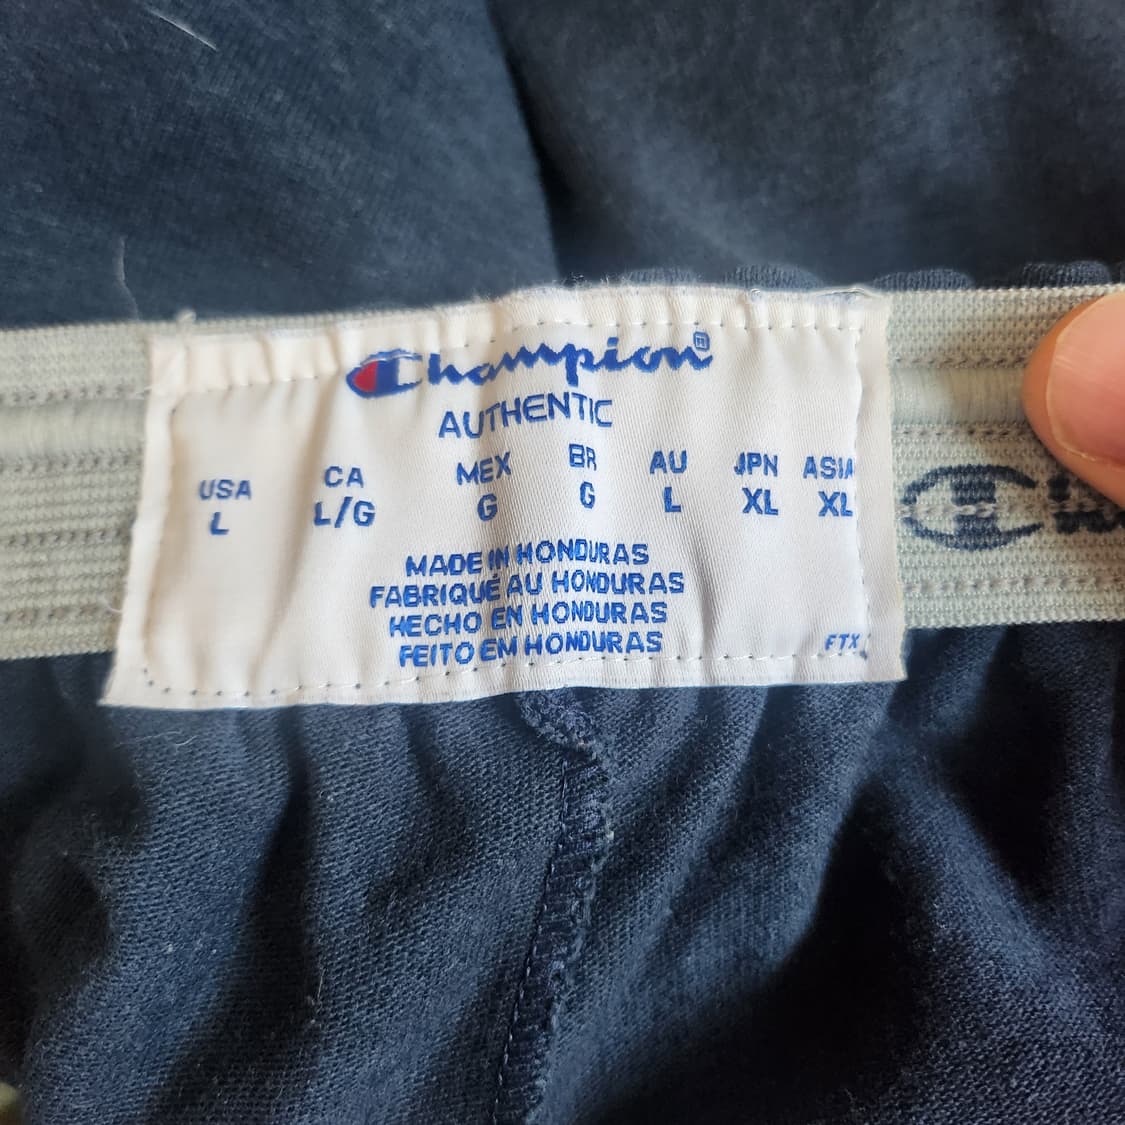 Champion®
AUTHENTIC
USA CA MEX BR AU JPN ASIA
L L/G G G L XL XL
MADE IN HONDURAS
FABRIQUÉ AU HONDURAS
HECHO EN HONDURAS
FEITO EM HONDURAS
FTX